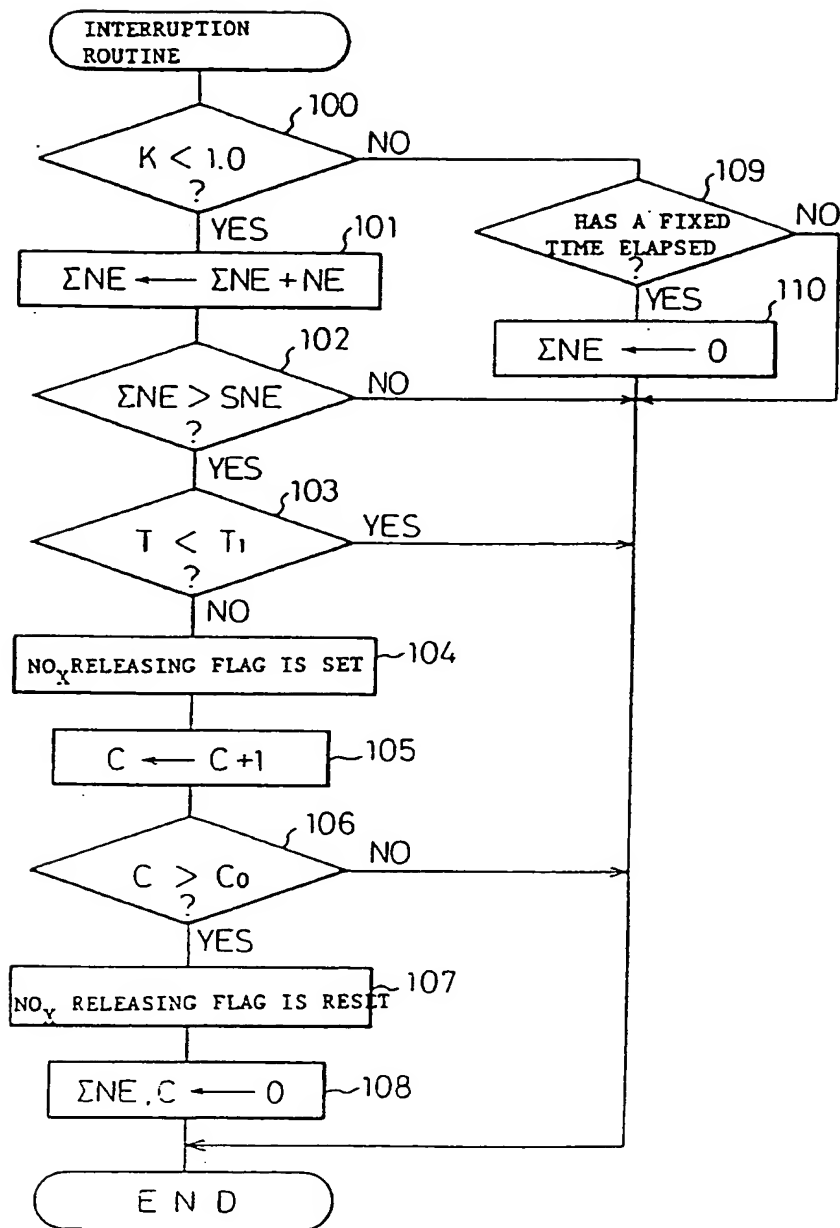 INTERRUPTION
ROUTINE
100
K < 1.0
?
NO
YES
109
HAS A FIXED
TIME ELAPSED
?
NO
YES
101
ΣNE ← ΣNE + NE
110
ΣNE ← 0
102
ΣNE > SNE
?
NO
YES
103
T < T1
?
YES
NO
NOX RELEASING FLAG IS SET
104
C ← C+1
105
106
C > C0
?
NO
YES
NOX RELEASING FLAG IS RESET
107
ΣNE, C ← 0
108
END